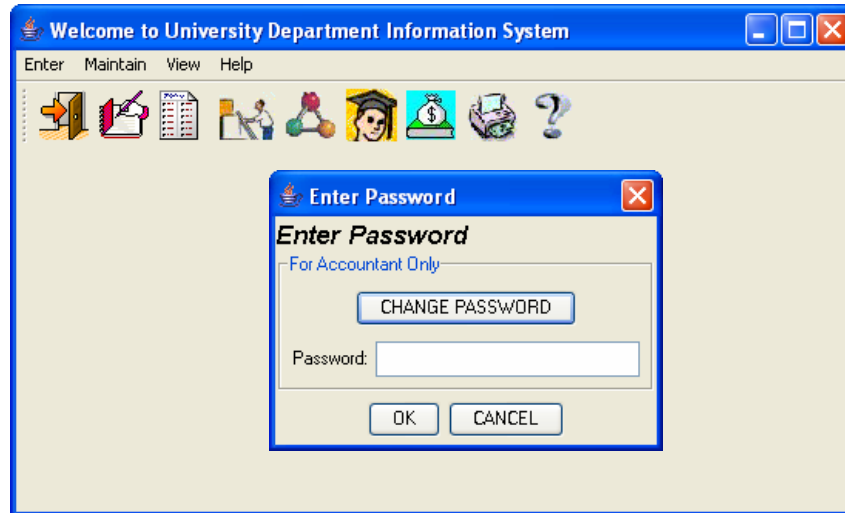 Welcome to University Department Information System
Enter Maintain View Help
Enter Password
Enter Password
For Accountant Only
CHANGE PASSWORD
Password:
OK CANCEL